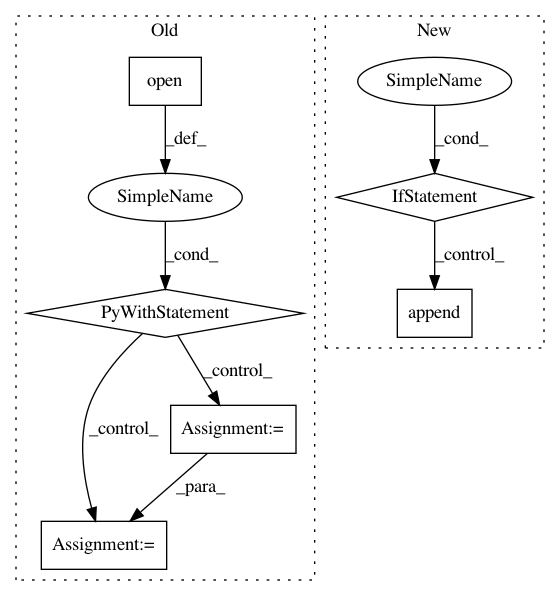 Old
New
open
SimpleName
_def_
_cond_
SimpleName
IfStatement
_cond_
_control_
PyWithStatement
append
_control_
_control_
Assignment:=
_para_
Assignment:=